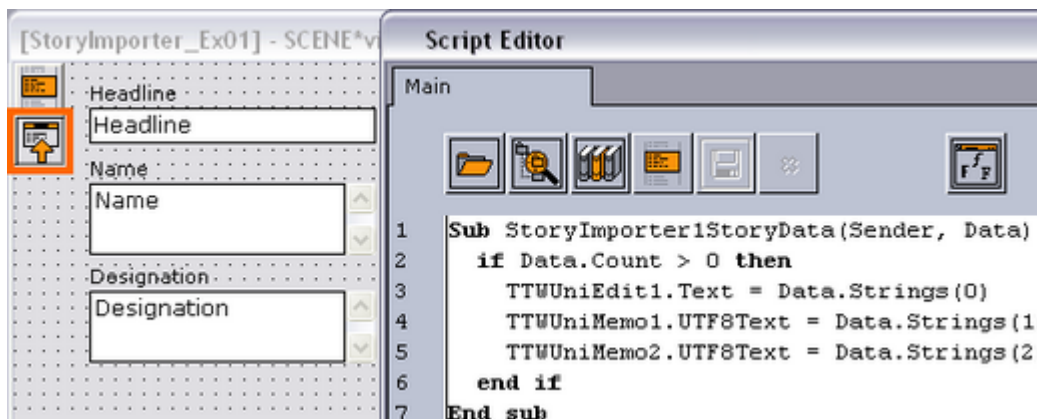 [StoryImporter_Ex01] - SCENE*vi
Headline
Headline
Name
Name
Designation
Designation
Script Editor
Main
F f F
1 Sub StoryImporter1StoryData(Sender, Data)
2 if Data.Count > 0 then
3 TTWUniEdit1.Text = Data.Strings(0)
4 TTWUniMemo1.UTF8Text = Data.Strings(1
5 TTWUniMemo2.UTF8Text = Data.Strings(2
6 end if
7 End sub